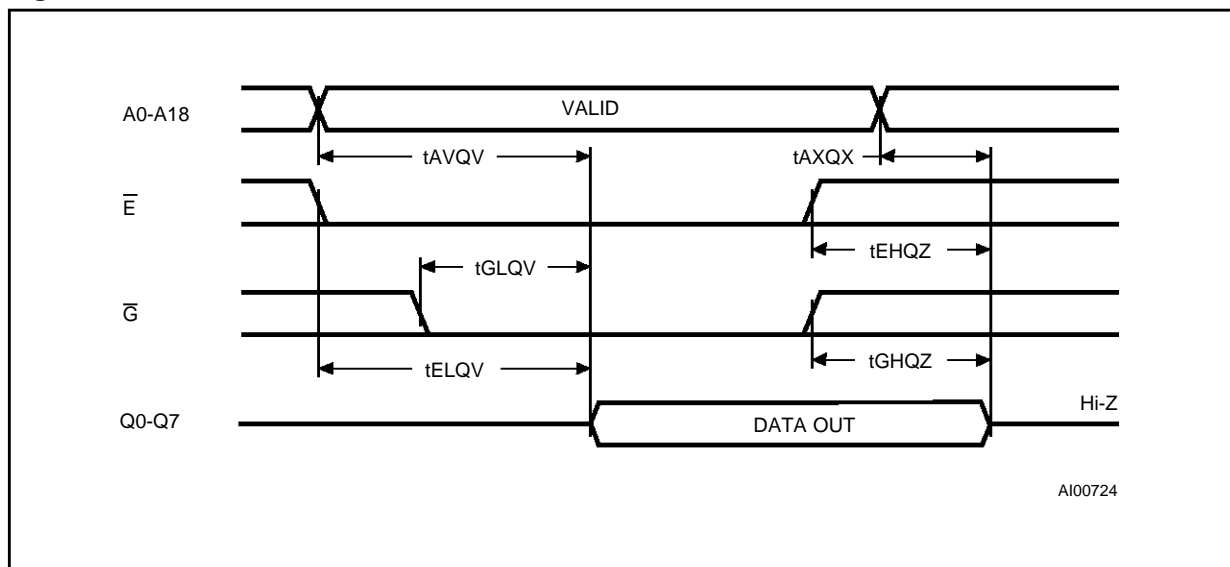 A0-A18
VALID
tAVQV
tAXQX
E
tEHQZ
tGLQV
G
tGHQZ
tELQV
Hi-Z
Q0-Q7
DATA OUT
AI00724